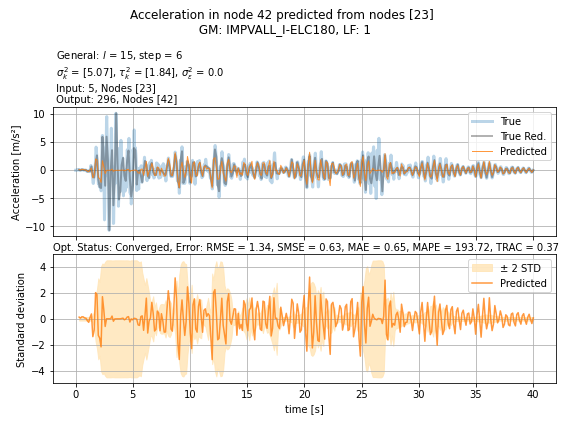 Acceleration in node 42 predicted from nodes [23]
GM: IMPVALL_I-ELC180, LF: 1
General: l = 15, step = 6
σ²ₖ = [5.07], τ²ₖ = [1.84], σ²ε = 0.0
Input: 5, Nodes [23]
Output: 296, Nodes [42]
10
5
0
−5
−10
Acceleration [m/s²]
True
True Red.
Predicted
Opt. Status: Converged, Error: RMSE = 1.34, SMSE = 0.63, MAE = 0.65, MAPE = 193.72, TRAC = 0.37
4
2
0
−2
−4
Standard deviation
± 2 STD
Predicted
0 5 10 15 20 25 30 35 40
time [s]